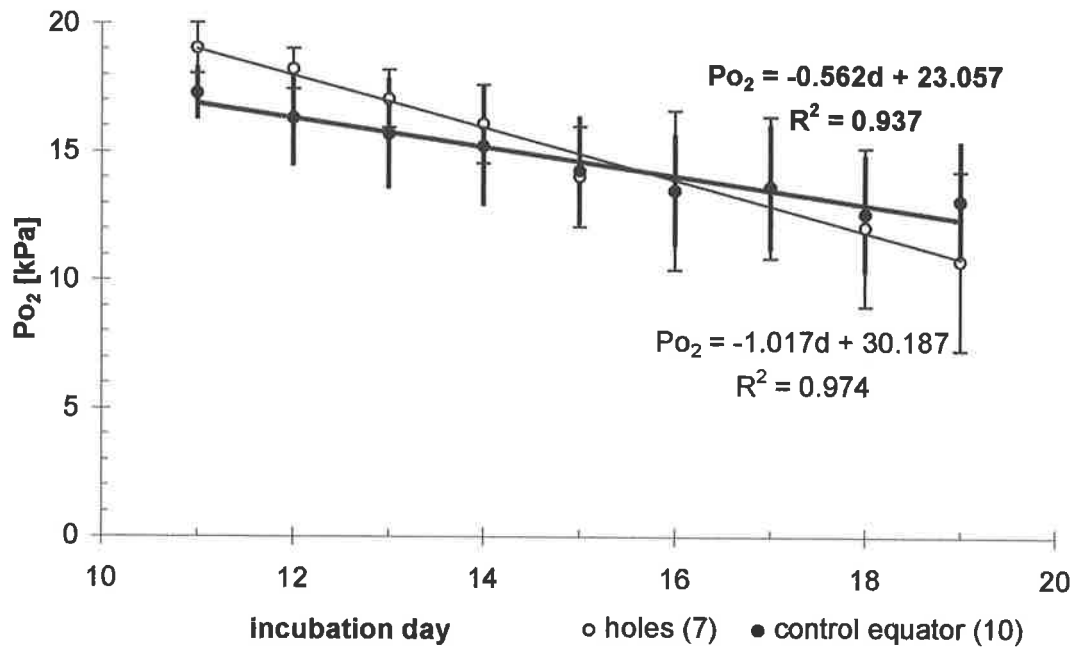 20
Po₂ = -0.562d + 23.057
R² = 0.937
15
Po₂ [kPa]
10
Po₂ = -1.017d + 30.187
R² = 0.974
5
0
10 12 14 16 18 20
incubation day holes (7) control equator (10)